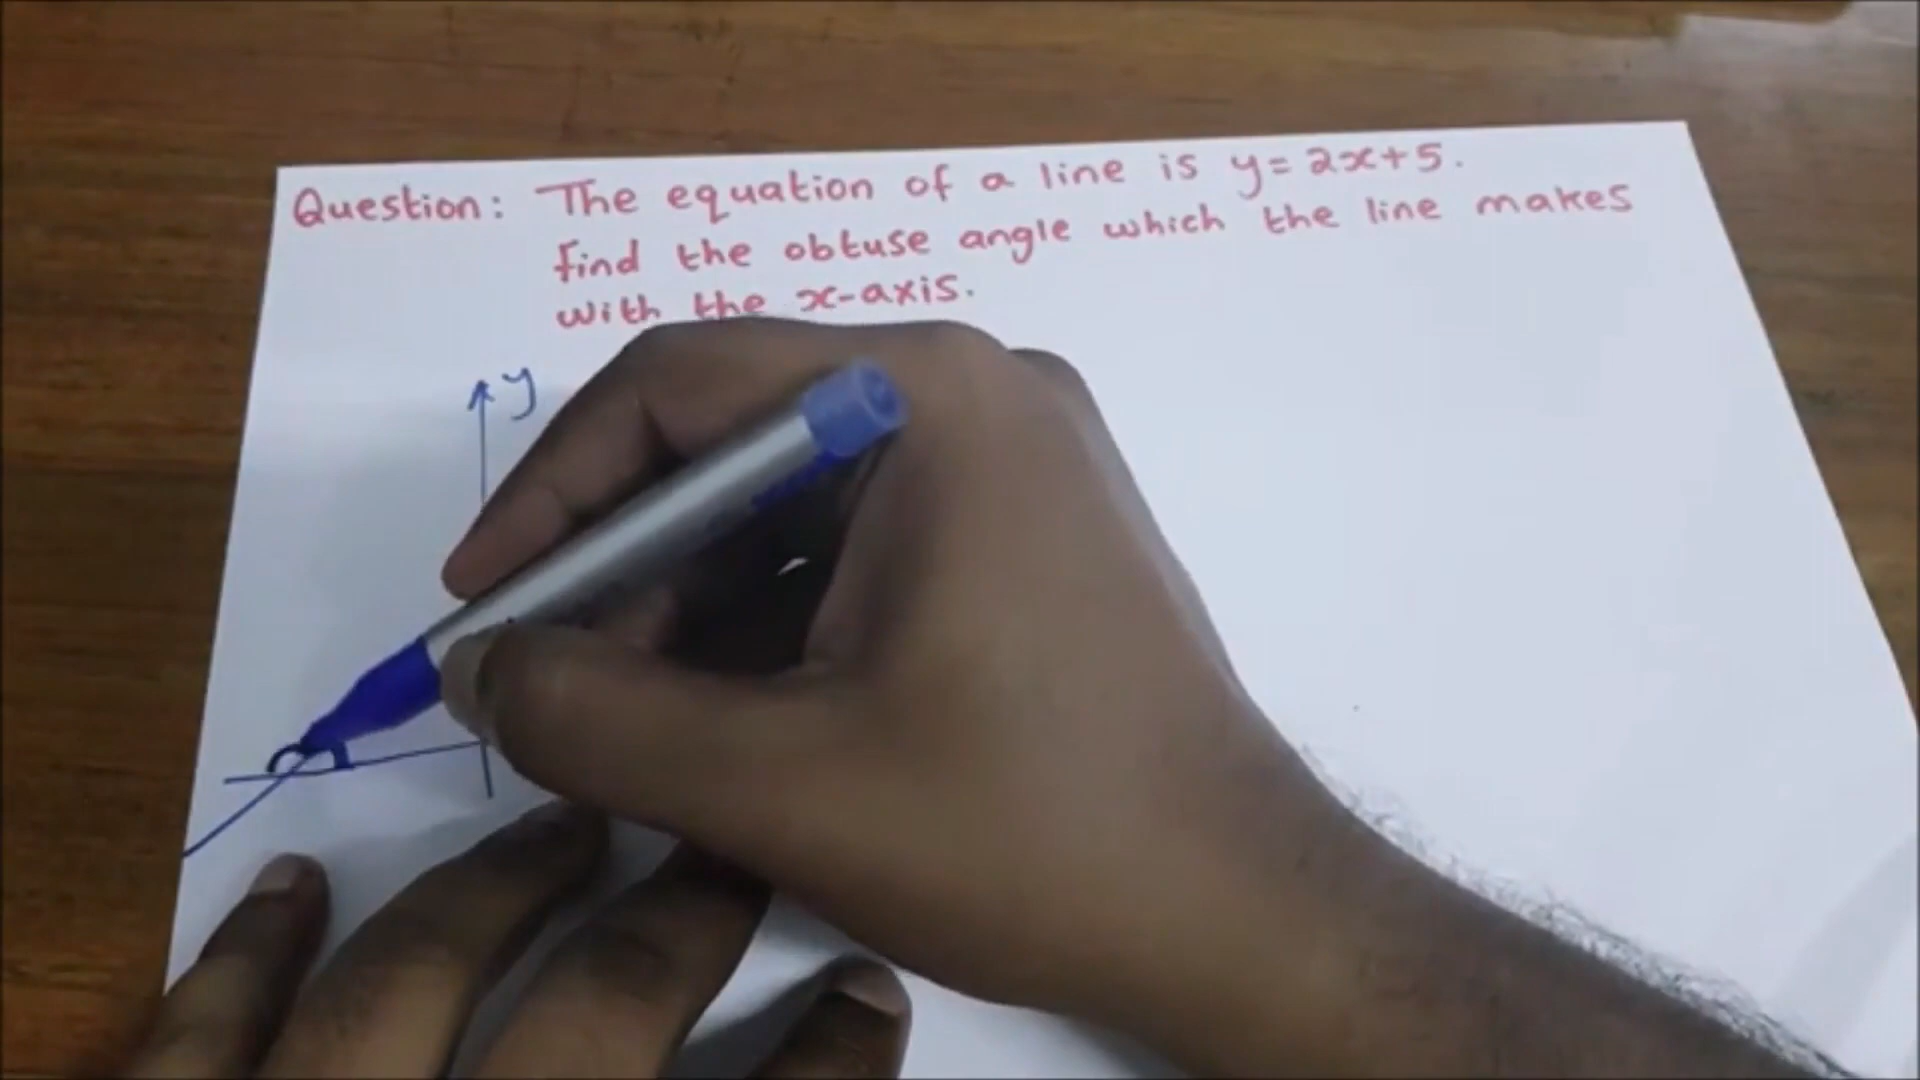 Question: The equation of a line is y=2x+5.
find the obtuse angle which the line makes
with the x-axis.
y